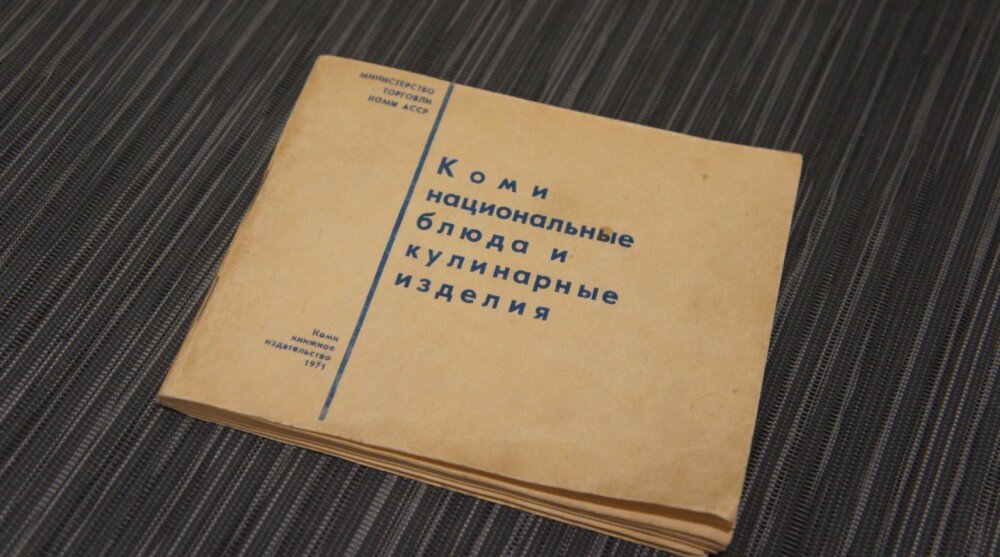 МИНИСТЕРСТВО
ТОРГОВЛИ
КОМИ АССР
Коми
национальные
блюда и
кулинарные
изделия
Коми
книжное
издательство
1971